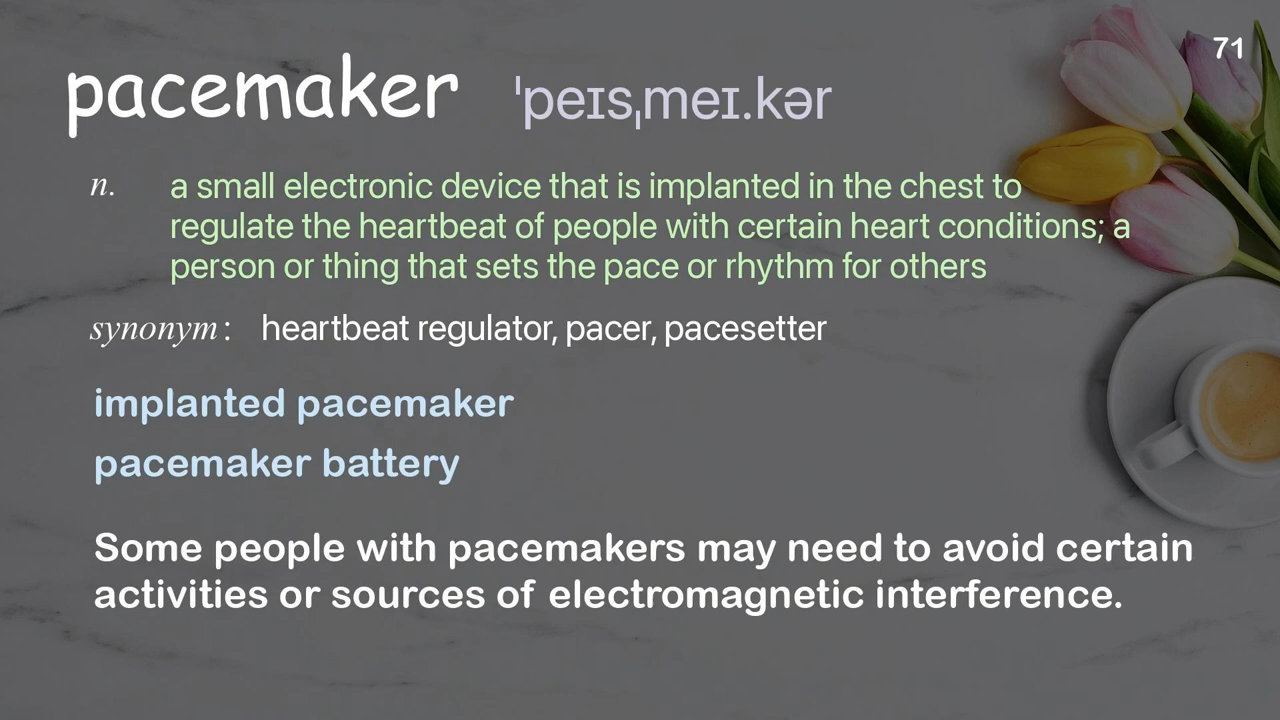 71
pacemaker ˈpeɪsˌmeɪ.kər
n. a small electronic device that is implanted in the chest to
regulate the heartbeat of people with certain heart conditions; a
person or thing that sets the pace or rhythm for others
synonym: heartbeat regulator, pacer, pacesetter
implanted pacemaker
pacemaker battery
Some people with pacemakers may need to avoid certain
activities or sources of electromagnetic interference.